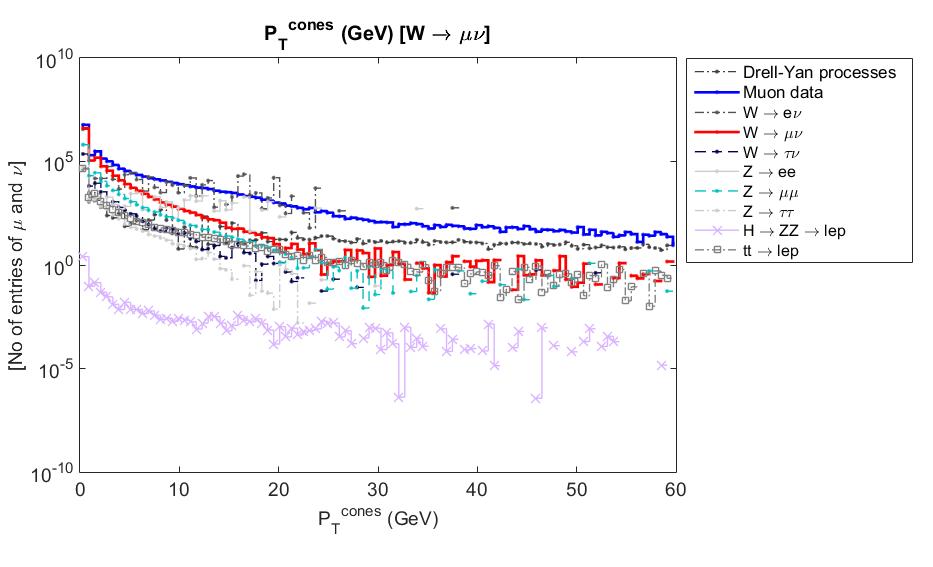 P_T^cones (GeV) [W → μν]
[No of entries of μ and ν]
10^10
10^5
10^0
10^-5
10^-10
0 10 20 30 40 50 60
P_T^cones (GeV)
Drell-Yan processes
Muon data
W → eν
W → μν
W → τν
Z → ee
Z → μμ
Z → ττ
H → ZZ → lep
tt → lep